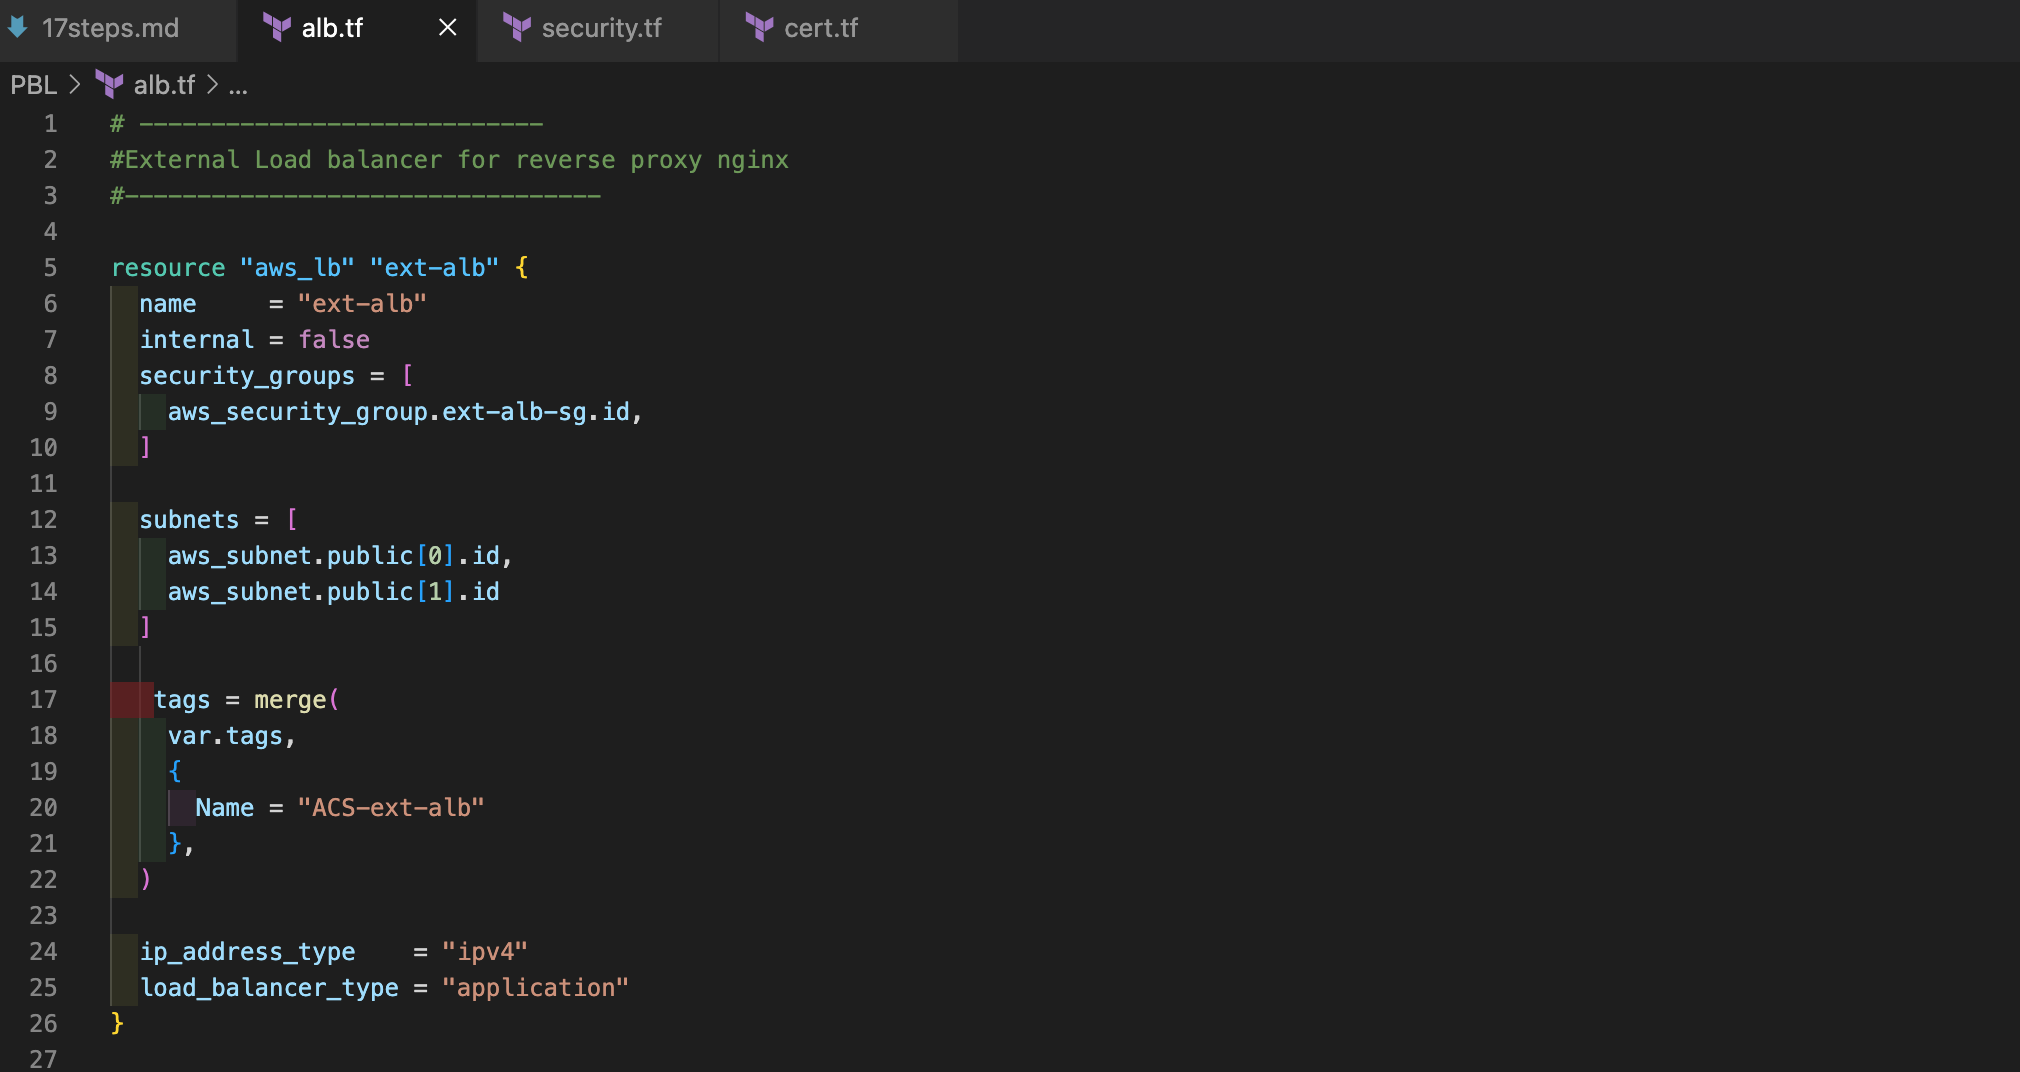 17steps.md alb.tf × security.tf cert.tf
PBL > alb.tf > ...
1 # ----------------------------
2 #External Load balancer for reverse proxy nginx
3 #---------------------------------
4
5 resource "aws_lb" "ext-alb" {
6   name     = "ext-alb"
7   internal = false
8   security_groups = [
9     aws_security_group.ext-alb-sg.id,
10   ]
11
12   subnets = [
13     aws_subnet.public[0].id,
14     aws_subnet.public[1].id
15   ]
16
17    tags = merge(
18     var.tags,
19     {
20       Name = "ACS-ext-alb"
21     },
22   )
23
24   ip_address_type    = "ipv4"
25   load_balancer_type = "application"
26 }
27